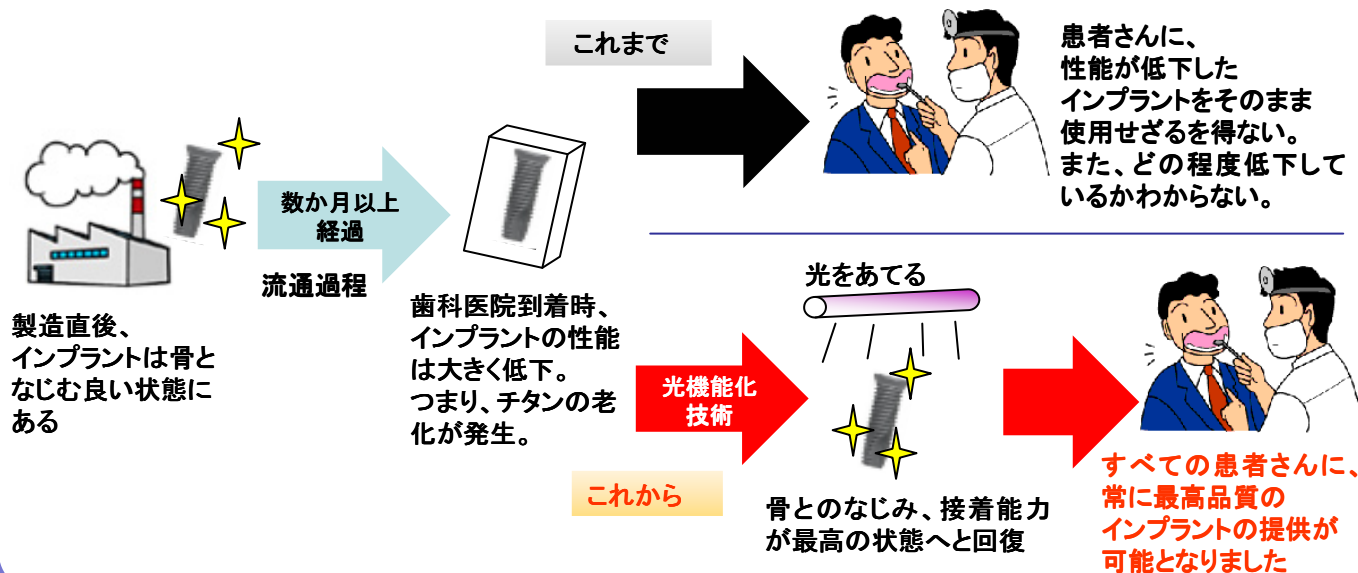 製造直後、
インプラントは骨と
なじむ良い状態に
ある
数か月以上
経過
流通過程
歯科医院到着時、
インプラントの性能
は大きく低下。
つまり、チタンの老
化が発生。
これまで
患者さんに、
性能が低下した
インプラントをそのまま
使用せざるを得ない。
また、どの程度低下して
いるかわからない。
これから
光機能化
技術
光をあてる
骨とのなじみ、接着能力
が最高の状態へと回復
すべての患者さんに、
常に最高品質の
インプラントの提供が
可能となりました